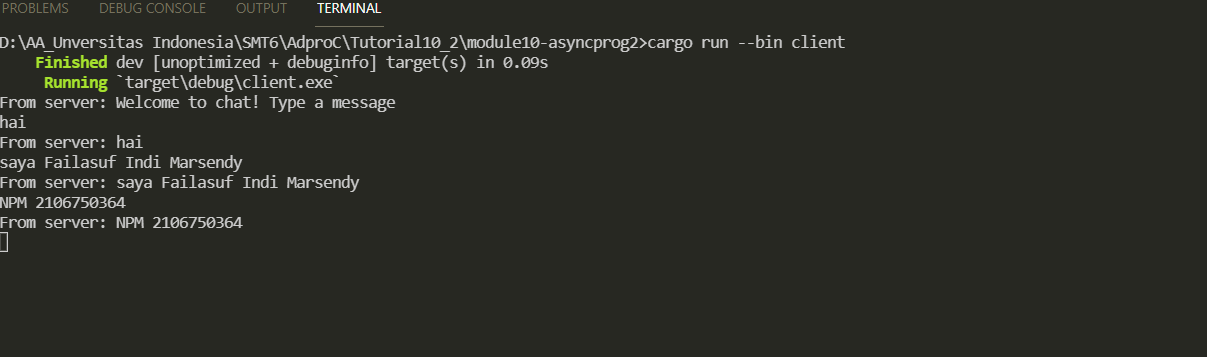 PROBLEMS DEBUG CONSOLE OUTPUT TERMINAL
D:\AA_Unversitas Indonesia\SMT6\AdproC\Tutorial10_2\module10-asyncprog2>cargo run --bin client
Finished dev [unoptimized + debuginfo] target(s) in 0.09s
Running `target\debug\client.exe`
From server: Welcome to chat! Type a message
hai
From server: hai
saya Failasuf Indi Marsendy
From server: saya Failasuf Indi Marsendy
NPM 2106750364
From server: NPM 2106750364